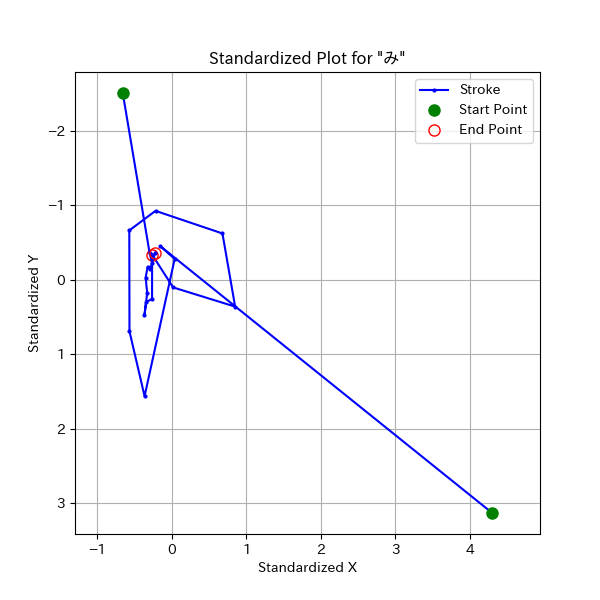 Standardized Plot for "み"
Stroke
Start Point
End Point
−2
−1
0
1
2
3
Standardized Y
−1
0
1
2
3
4
Standardized X